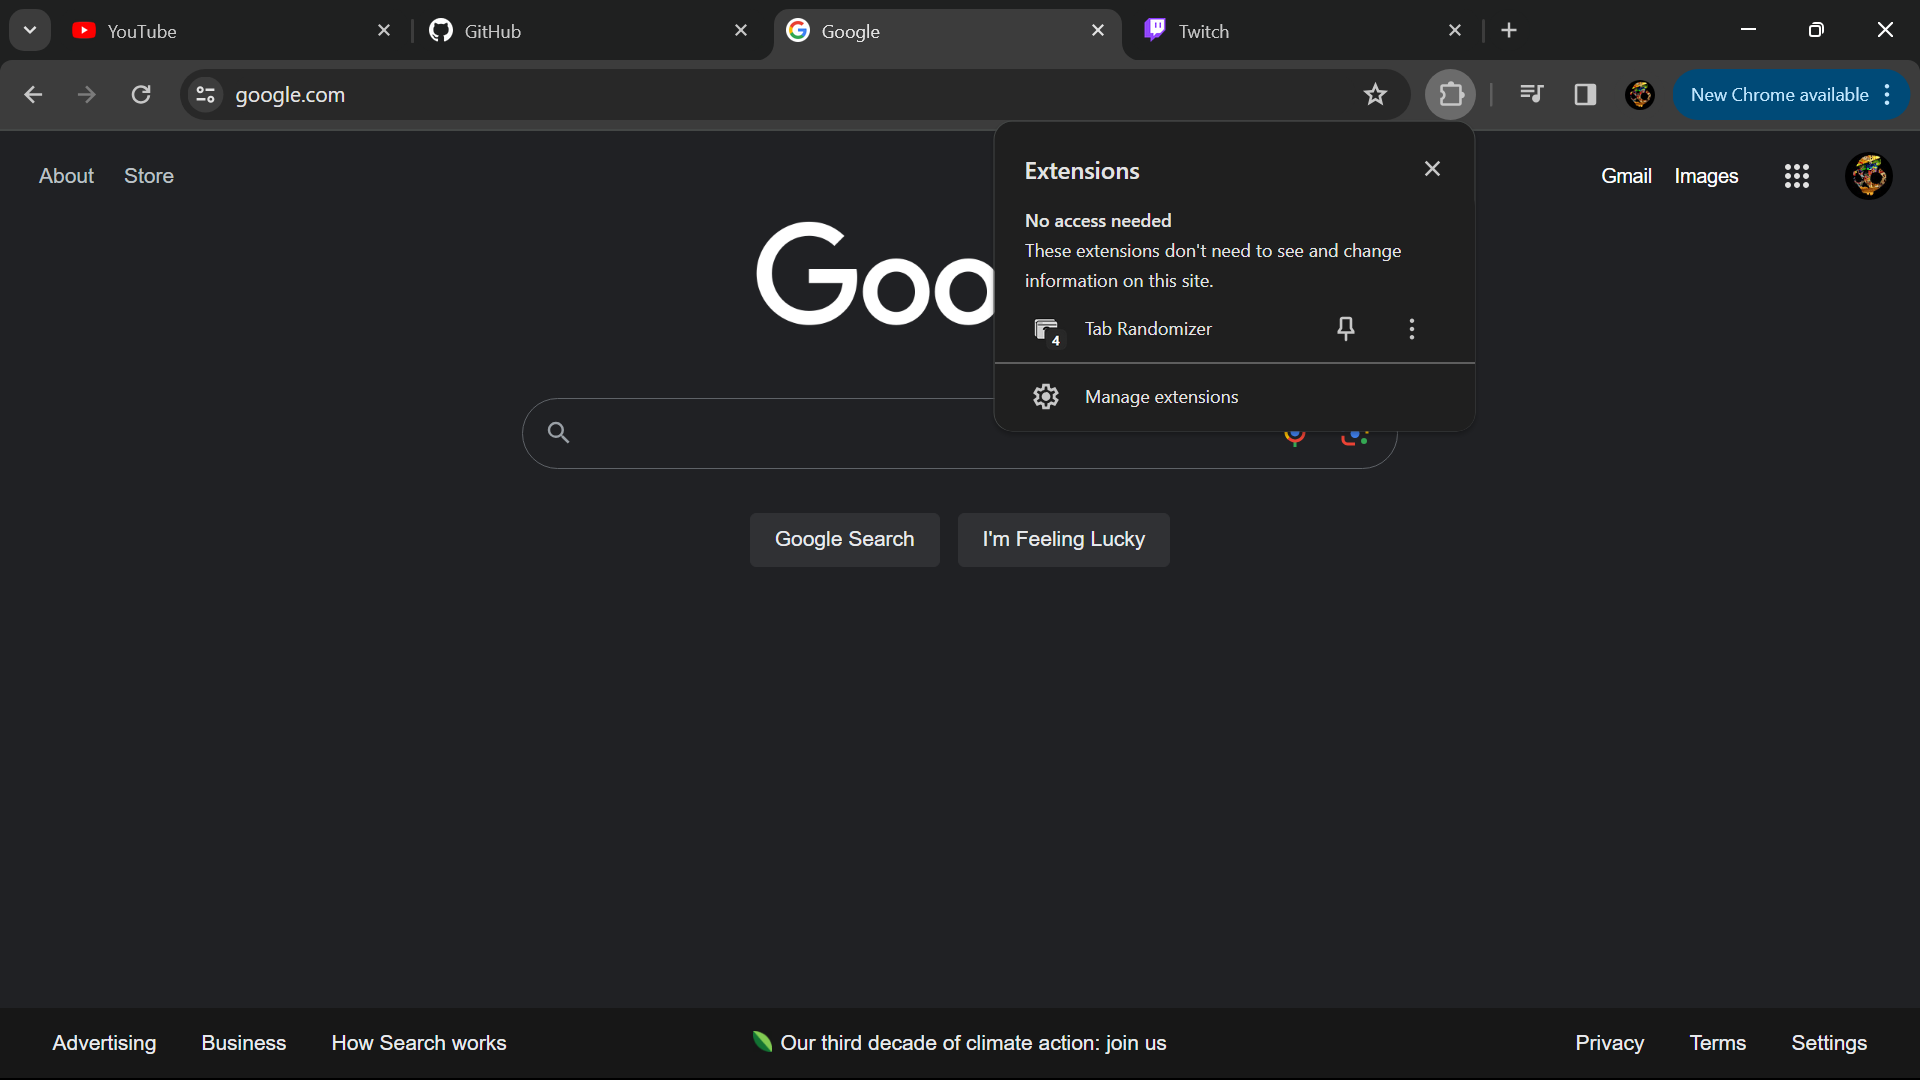 YouTube
GitHub
Google
Twitch
google.com
New Chrome available
About
Store
Gmail
Images
Extensions
No access needed
These extensions don't need to see and change
information on this site.
4
Tab Randomizer
Manage extensions
Goo
Google Search
I'm Feeling Lucky
Advertising
Business
How Search works
Our third decade of climate action: join us
Privacy
Terms
Settings